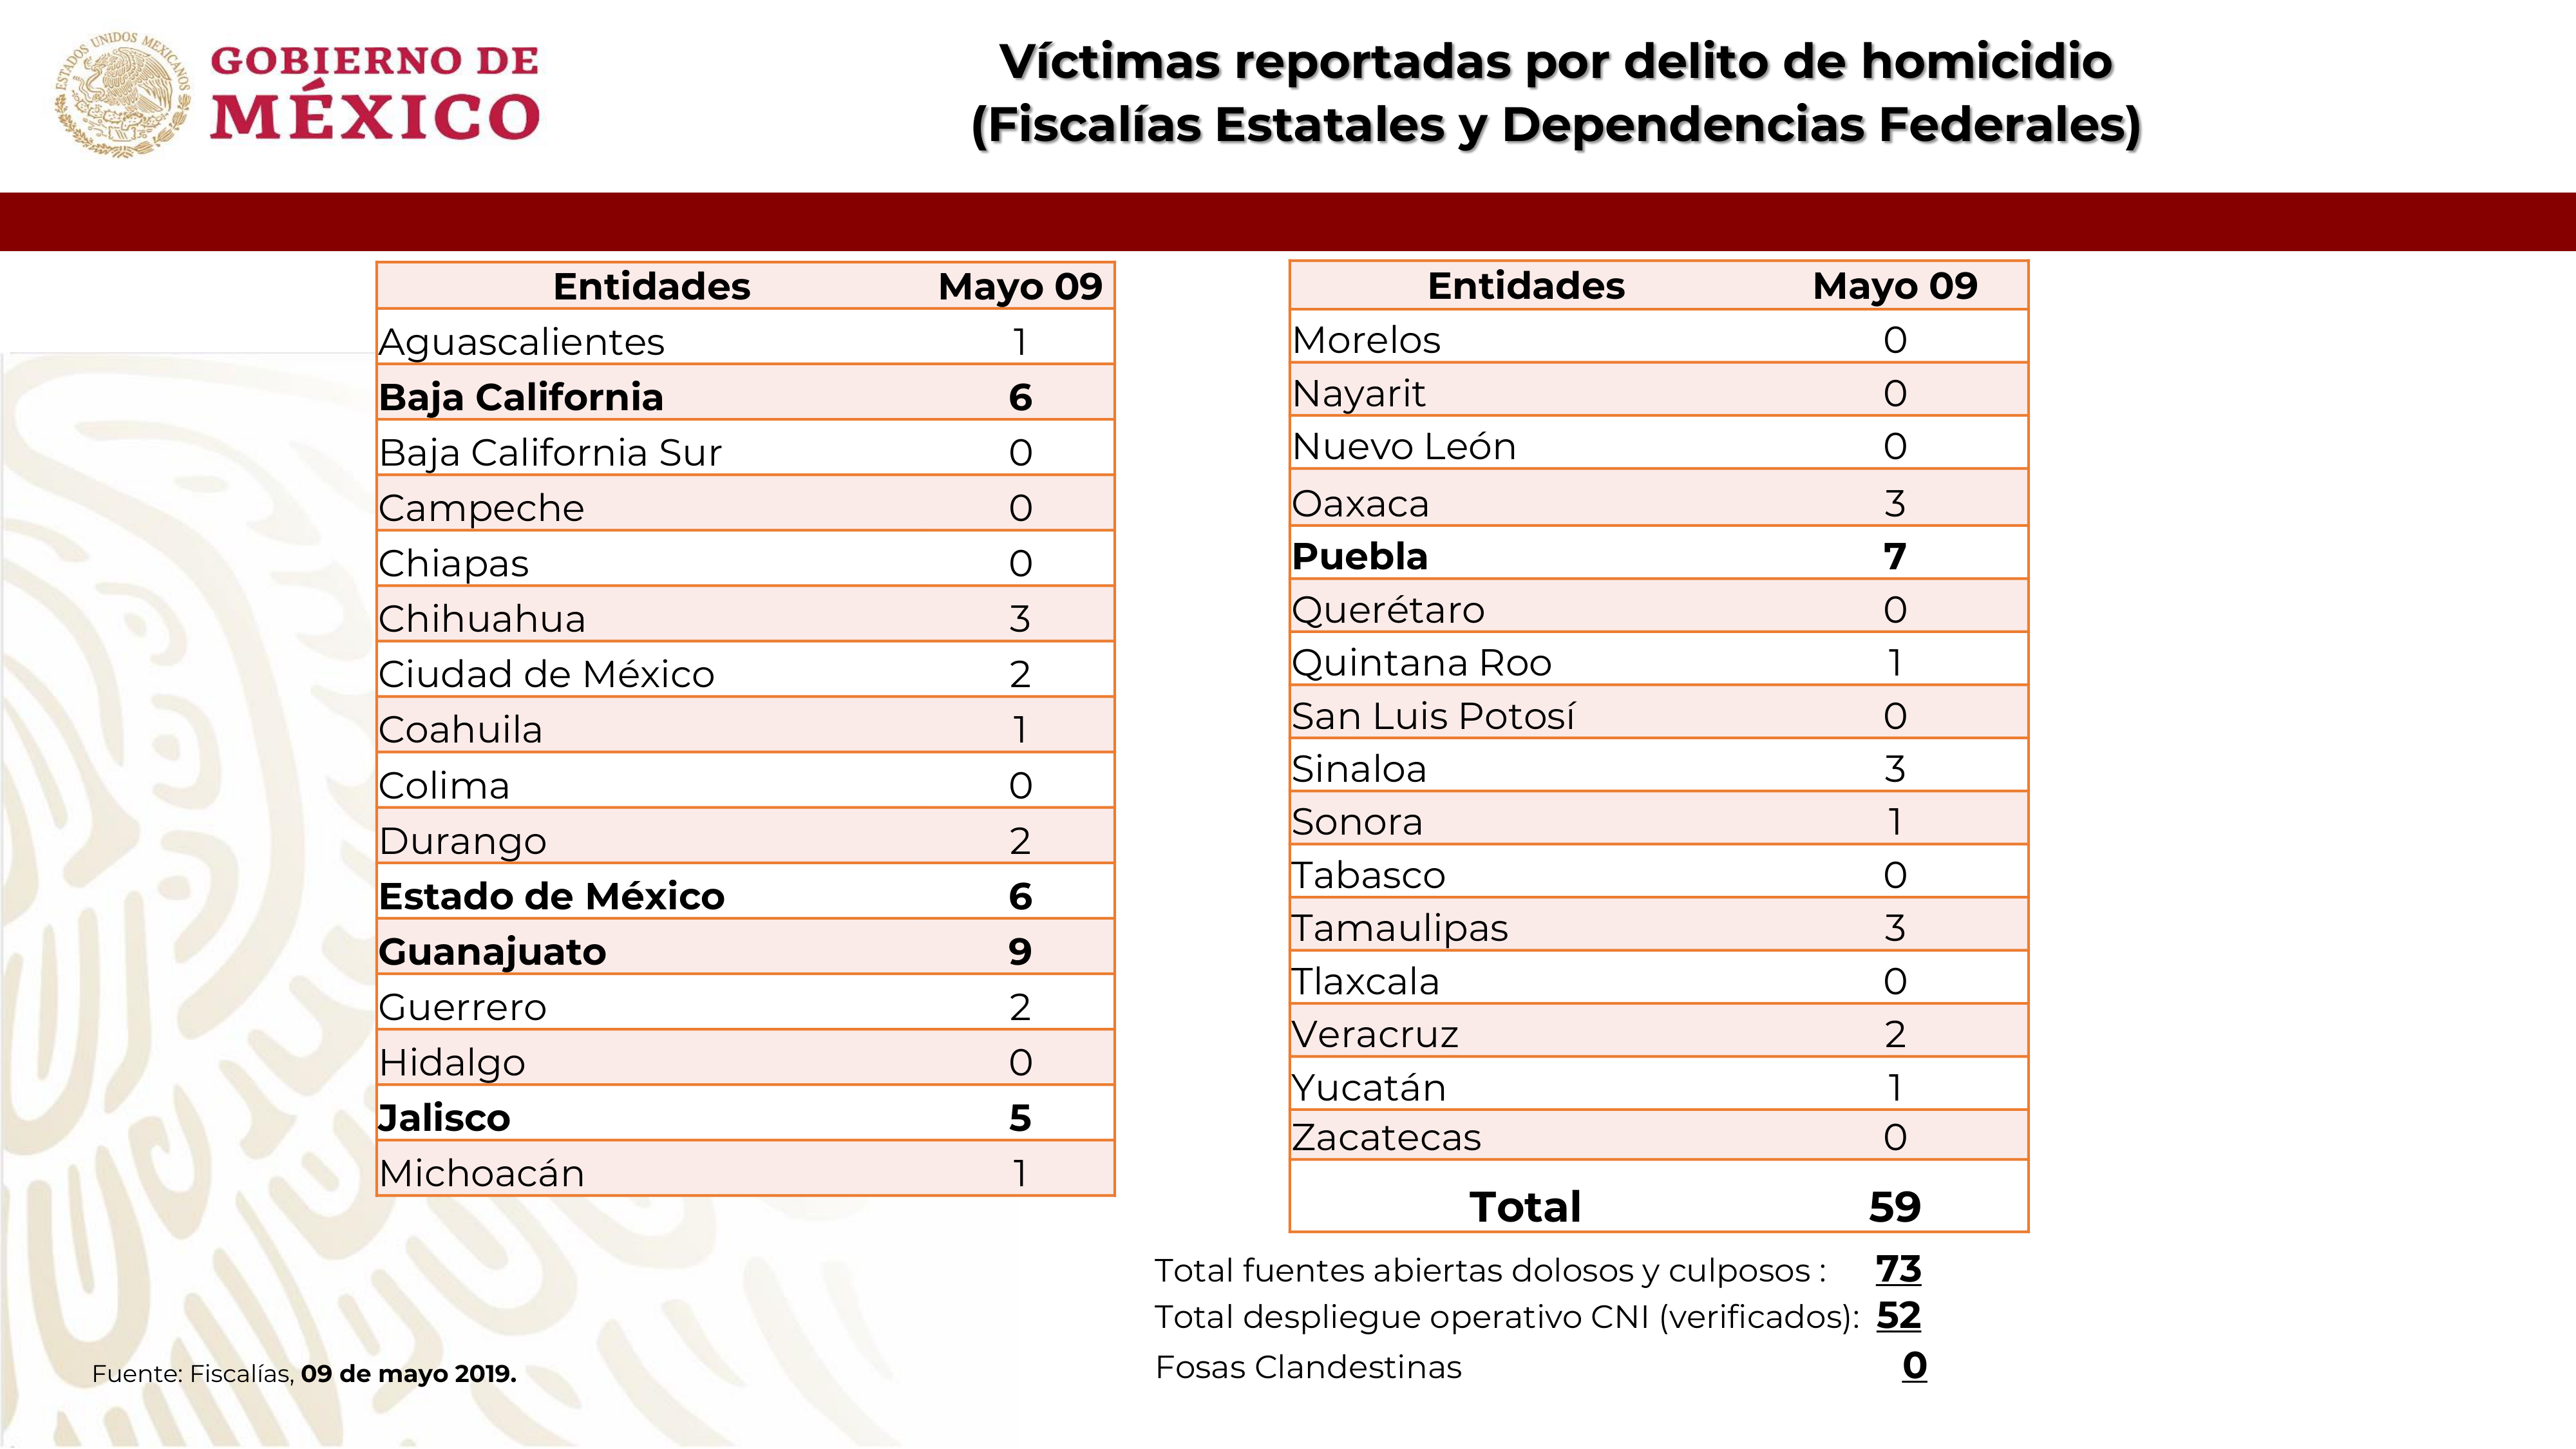 ESTADOS UNIDOS MEXICANOS
GOBIERNO DE
MÉXICO
Víctimas reportadas por delito de homicidio
(Fiscalías Estatales y Dependencias Federales)
Entidades Mayo 09
Aguascalientes 1
Baja California 6
Baja California Sur 0
Campeche 0
Chiapas 0
Chihuahua 3
Ciudad de México 2
Coahuila 1
Colima 0
Durango 2
Estado de México 6
Guanajuato 9
Guerrero 2
Hidalgo 0
Jalisco 5
Michoacán 1
Entidades Mayo 09
Morelos 0
Nayarit 0
Nuevo León 0
Oaxaca 3
Puebla 7
Querétaro 0
Quintana Roo 1
San Luis Potosí 0
Sinaloa 3
Sonora 1
Tabasco 0
Tamaulipas 3
Tlaxcala 0
Veracruz 2
Yucatán 1
Zacatecas 0
Total 59
Total fuentes abiertas dolosos y culposos : 73
Total despliegue operativo CNI (verificados): 52
Fosas Clandestinas 0
Fuente: Fiscalías, 09 de mayo 2019.